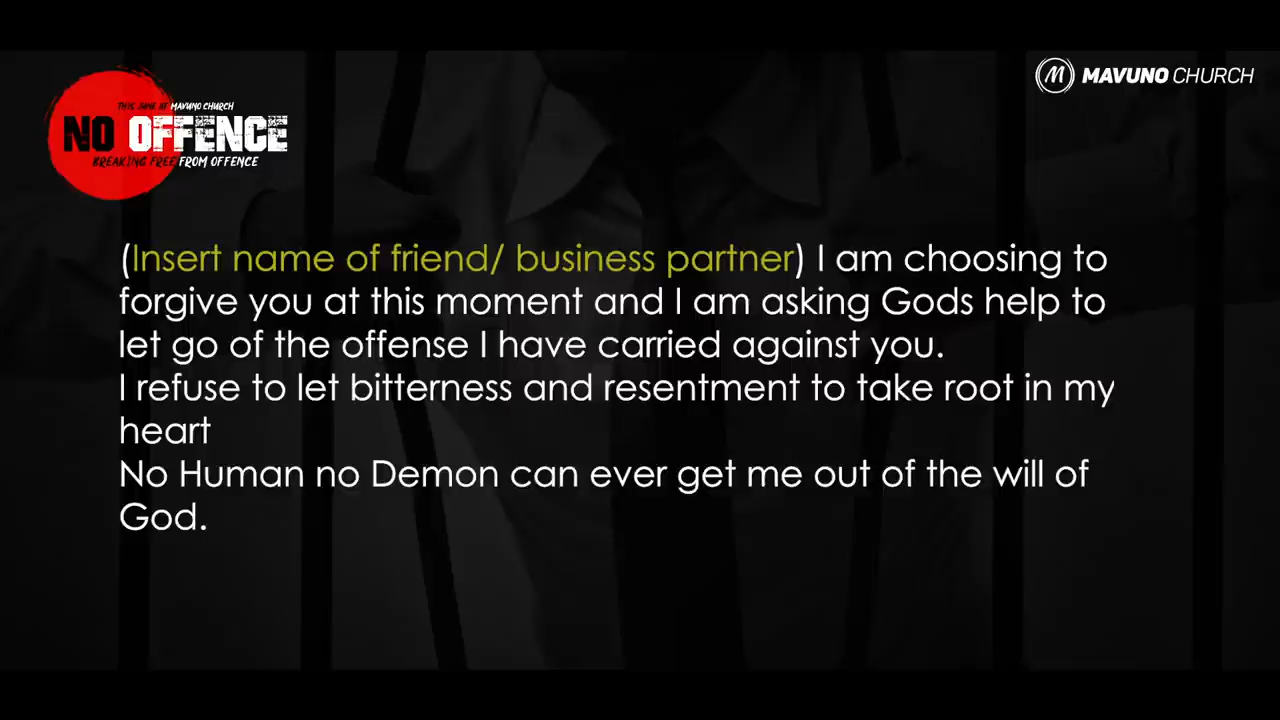 THIS JUNE AT MAVUNO CHURCH
NO OFFENCE
BREAKING FREE FROM OFFENCE
M MAVUNO CHURCH
(Insert name of friend/ business partner) I am choosing to
forgive you at this moment and I am asking Gods help to
let go of the offense I have carried against you.
I refuse to let bitterness and resentment to take root in my
heart
No Human no Demon can ever get me out of the will of
God.